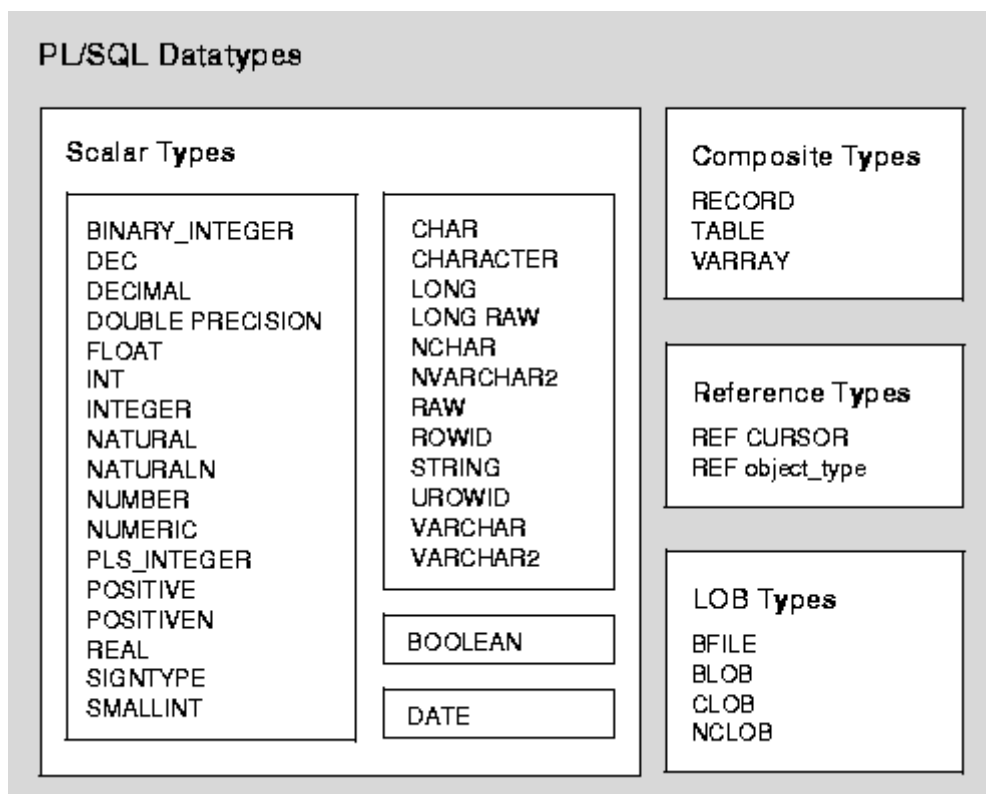 PL/SQL Datatypes
Scalar Types
BINARY_INTEGER
DEC
DECIMAL
DOUBLE PRECISION
FLOAT
INT
INTEGER
NATURAL
NATURALN
NUMBER
NUMERIC
PLS_INTEGER
POSITIVE
POSITIVEN
REAL
SIGNTYPE
SMALLINT
CHAR
CHARACTER
LONG
LONG RAW
NCHAR
NVARCHAR2
RAW
ROWID
STRING
UROWID
VARCHAR
VARCHAR2
BOOLEAN
DATE
Composite Types
RECORD
TABLE
VARRAY
Reference Types
REF CURSOR
REF object_type
LOB Types
BFILE
BLOB
CLOB
NCLOB